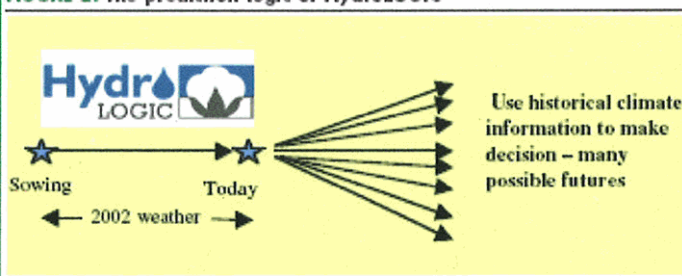 Hydro
LOGIC
Use historical climate
information to make
decision – many
possible futures
Sowing
Today
2002 weather